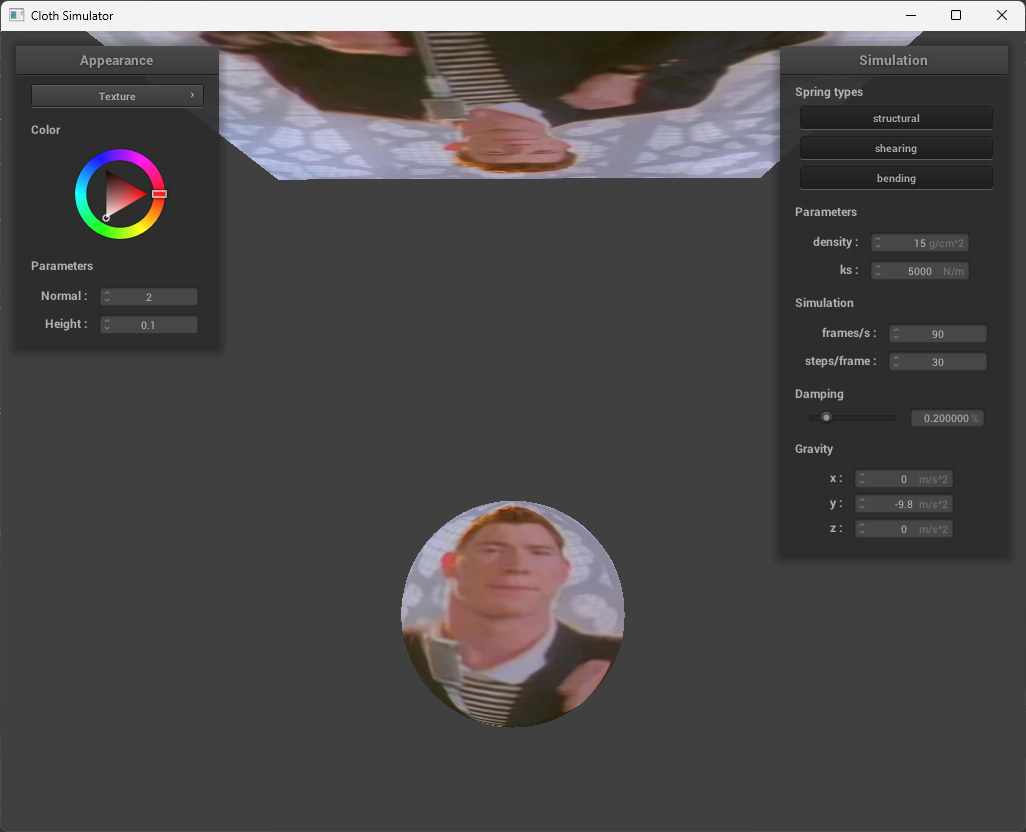 Cloth Simulator
Appearance
Texture
Color
Parameters
Normal : 2
Height : 0.1
Simulation
Spring types
structural
shearing
bending
Parameters
density : 15 g/cm^2
ks : 5000 N/m
Simulation
frames/s : 90
steps/frame : 30
Damping
0.200000 %
Gravity
x : 0 m/s^2
y : -9.8 m/s^2
z : 0 m/s^2